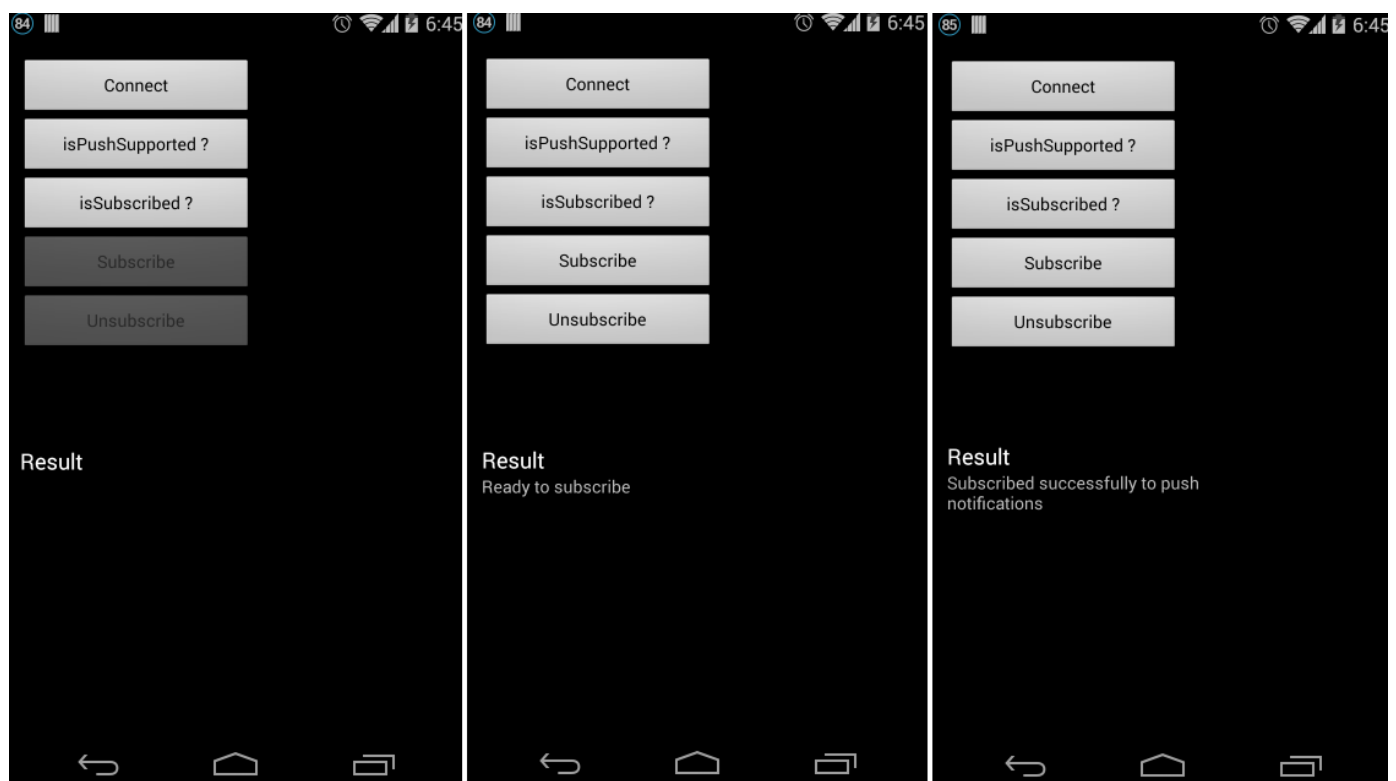 84
6:45
Connect
isPushSupported ?
isSubscribed ?
Subscribe
Unsubscribe
Result
84
6:45
Connect
isPushSupported ?
isSubscribed ?
Subscribe
Unsubscribe
Result
Ready to subscribe
85
6:45
Connect
isPushSupported ?
isSubscribed ?
Subscribe
Unsubscribe
Result
Subscribed successfully to push
notifications